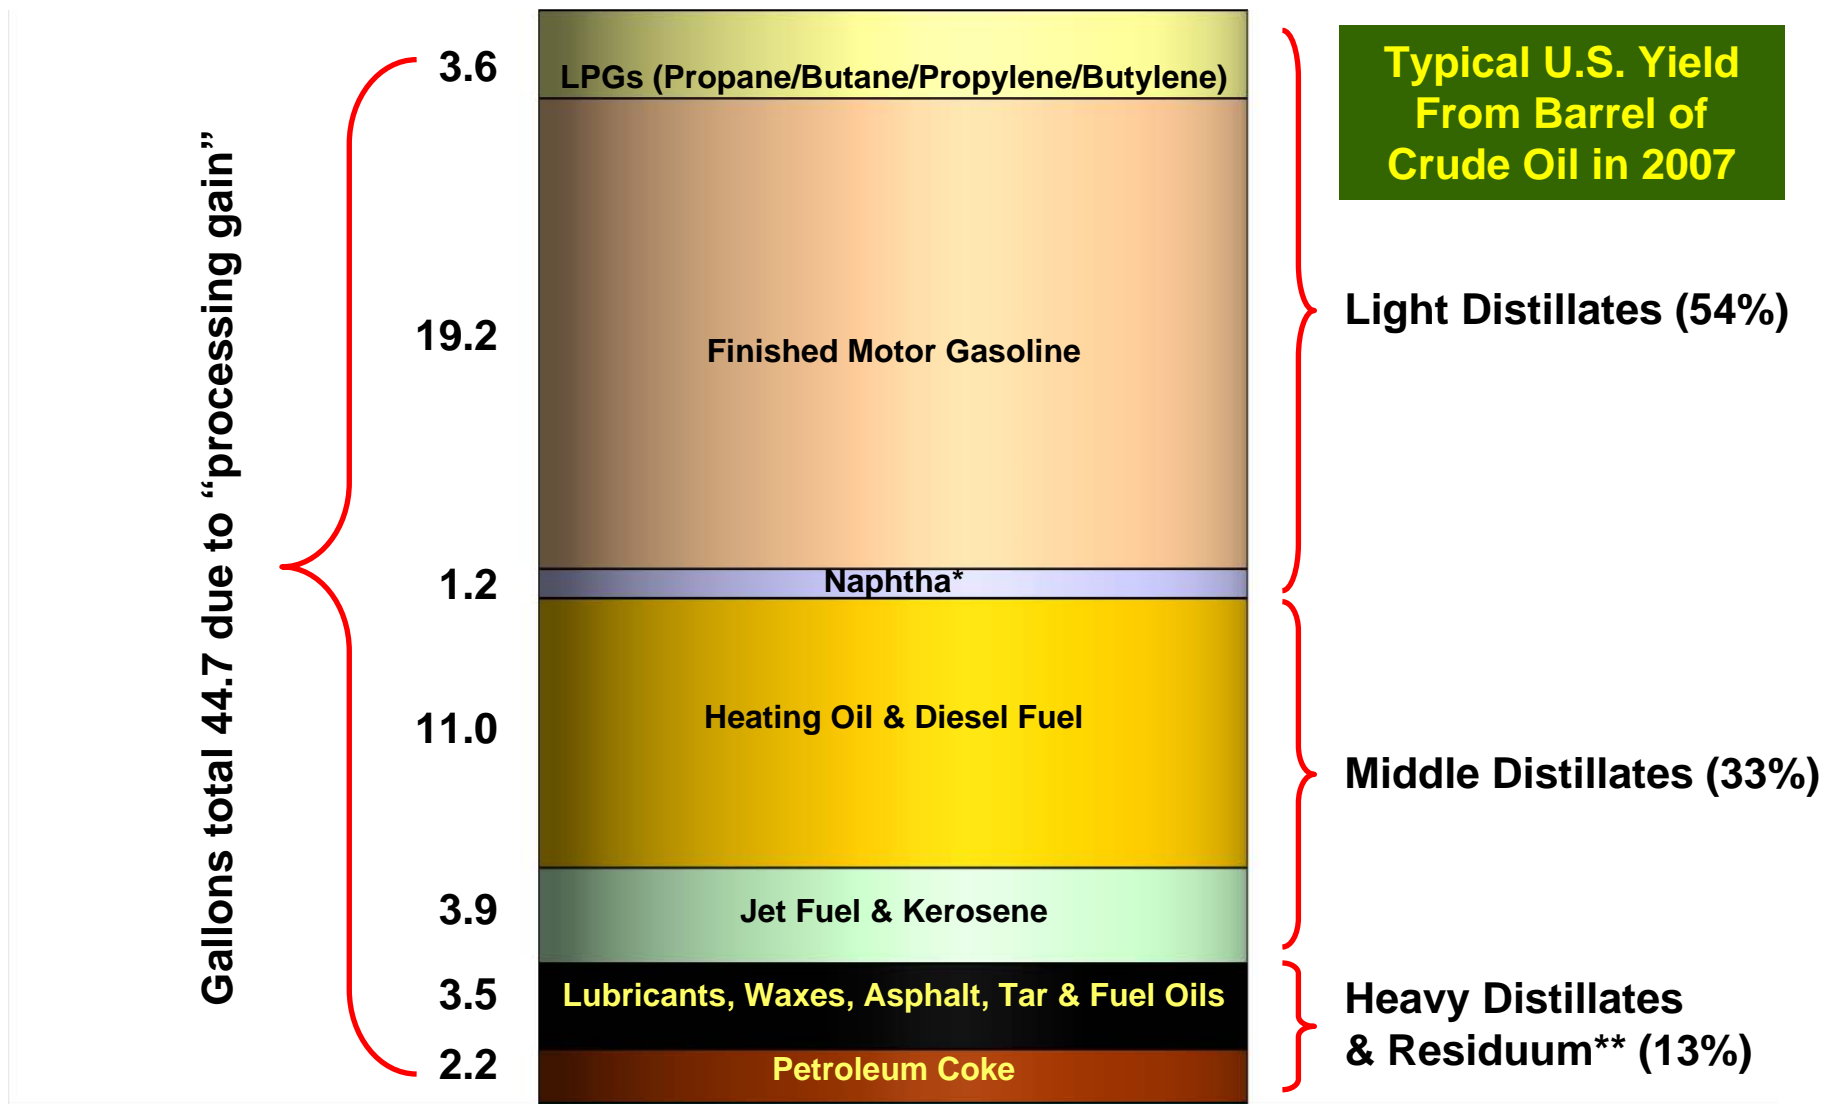 Typical U.S. Yield
From Barrel of
Crude Oil in 2007
Gallons total 44.7 due to “processing gain”
3.6
LPGs (Propane/Butane/Propylene/Butylene)
19.2
Finished Motor Gasoline
Light Distillates (54%)
1.2
Naphtha*
11.0
Heating Oil & Diesel Fuel
Middle Distillates (33%)
3.9
Jet Fuel & Kerosene
3.5
Lubricants, Waxes, Asphalt, Tar & Fuel Oils
Heavy Distillates
& Residuum** (13%)
2.2
Petroleum Coke